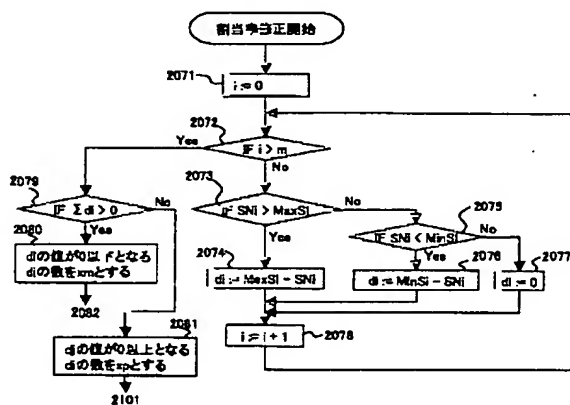 割当 正開始
2071
i := 0
2072
Yes
IF i > m
No
2079
2073
IF Σ di > 0
No
IF SNi > MaxSi
No
2075
Yes
IF SNi < MinSi
No
2080
Yes
2074
Yes
2076
2077
diの値が0以下となる
diの数をxmとする
di := MaxSi − SNi
di := MinSi − SNi
di := 0
2082
2081
2078
i := i + 1
diの値が0以上となる
diの数をxpとする
2101